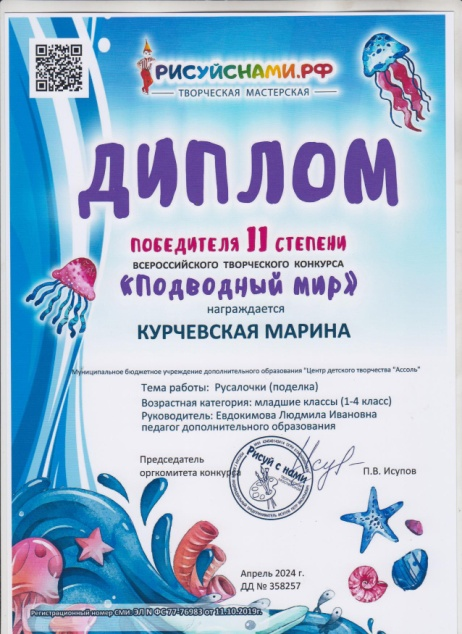 РИСУЙСНАМИ.РФ
ТВОРЧЕСКАЯ МАСТЕРСКАЯ
ДИПЛОМ
ПОБЕДИТЕЛЯ II СТЕПЕНИ
ВСЕРОССИЙСКОГО ТВОРЧЕСКОГО КОНКУРСА
«ПОДВОДНЫЙ МИР»
награждается
КУРЧЕВСКАЯ МАРИНА
Муниципальное бюджетное учреждение дополнительного образования "Центр детского творчества "Ассоль"
Тема работы: Русалочки (поделка)
Возрастная категория: младшие классы (1-4 класс)
Руководитель: Евдокимова Людмила Ивановна
педагог дополнительного образования
Председатель
оргкомитета конкурса
П.В. Исупов
Рисуй с нами
Апрель 2024 г.
ДД № 358257
Регистрационный номер СМИ ЭЛ N ФС 77-76983 от 11.10.2019г.